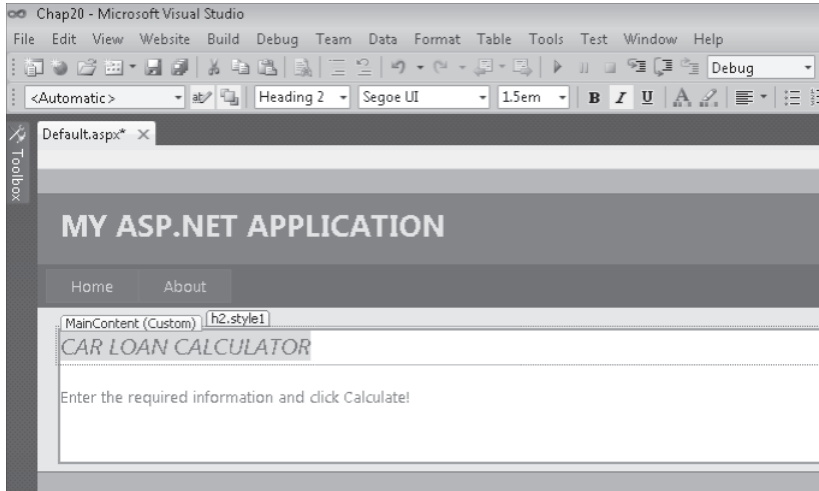 Chap20 - Microsoft Visual Studio
File Edit View Website Build Debug Team Data Format Table Tools Test Window Help
Debug
<Automatic> Heading 2 Segoe UI 1.5em B I U A
Toolbox
Default.aspx*
MY ASP.NET APPLICATION
Home About
MainContent (Custom) h2.style1
CAR LOAN CALCULATOR
Enter the required information and click Calculate!